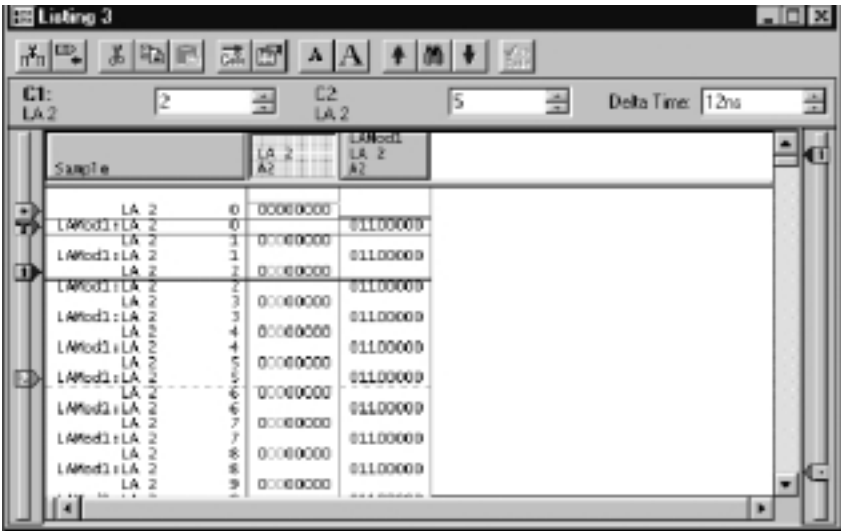 Listing 3
C1: 2 C2: 5 Delta Time: 12ns
LA 2 LA 2
LAMod1
LA 2 LA 2
Sample A2 A2
LA 2 0 00000000
LAMod1:LA 2 0 01100000
LA 2 1 00000000
LAMod1:LA 2 1 01100000
LA 2 2 00000000
LAMod1:LA 2 2 01100000
LA 2 3 00000000
LAMod1:LA 2 3 01100000
LA 2 4 00000000
LAMod1:LA 2 4 01100000
LA 2 5 00000000
LAMod1:LA 2 5 01100000
LA 2 6 00000000
LAMod1:LA 2 6 01100000
LA 2 7 00000000
LAMod1:LA 2 7 01100000
LA 2 8 00000000
LAMod1:LA 2 8 01100000
LA 2 9 00000000